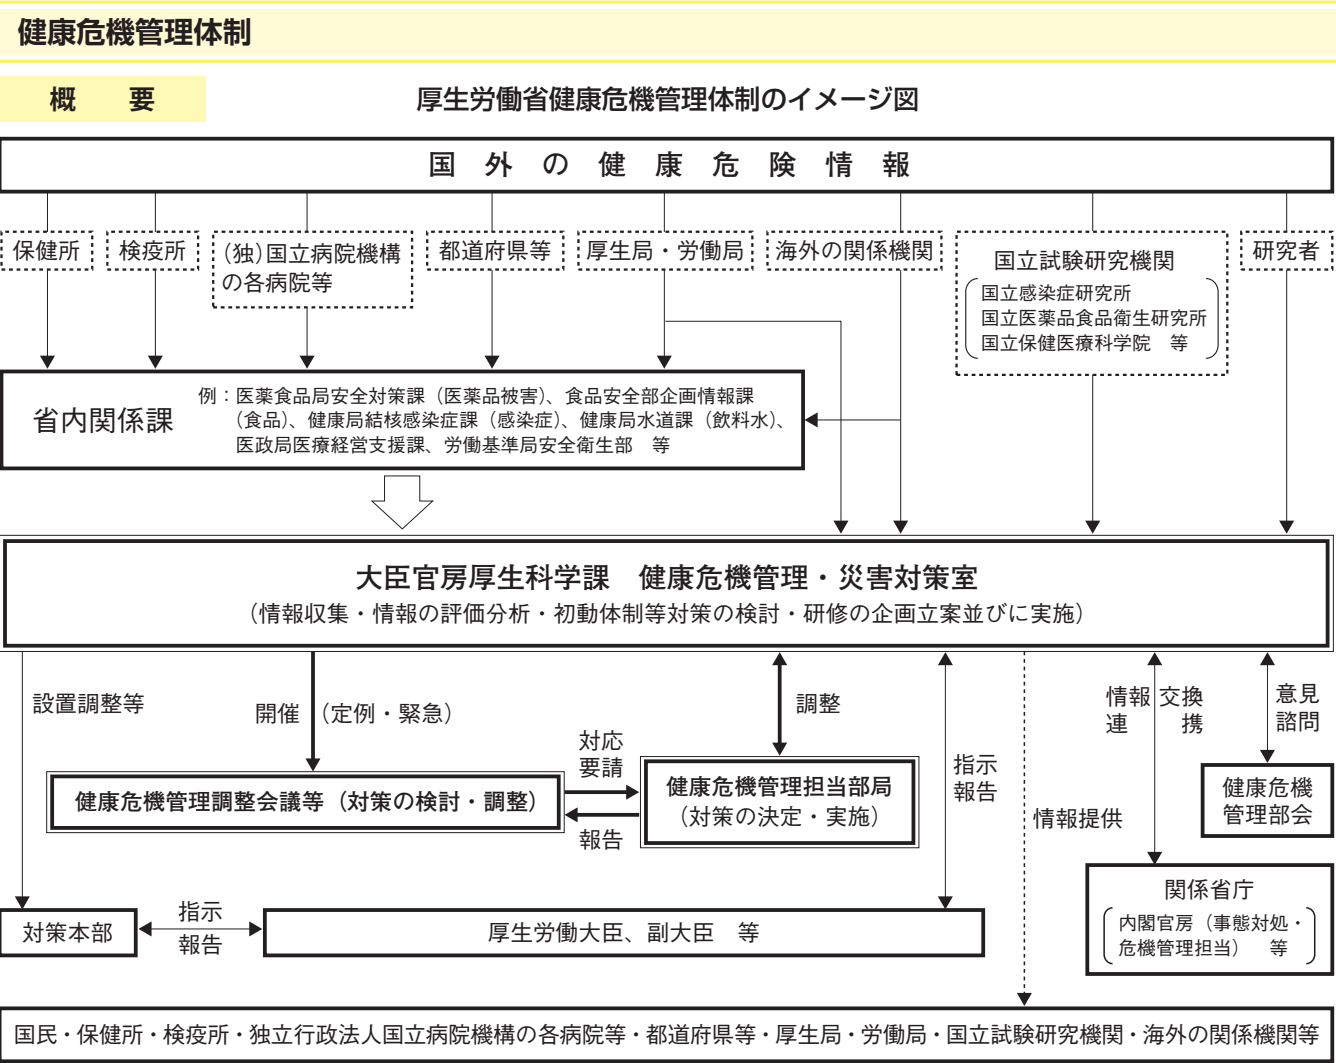 健康危機管理体制
概　要
厚生労働省健康危機管理体制のイメージ図
国外の健康危険情報
保健所
検疫所
（独）国立病院機構
の各病院等
都道府県等
厚生局・労働局
海外の関係機関
国立試験研究機関
国立感染症研究所
国立医薬品食品衛生研究所
国立保健医療科学院　等
研究者
省内関係課
例：医薬食品局安全対策課（医薬品被害）、食品安全部企画情報課
（食品）、健康局結核感染症課（感染症）、健康局水道課（飲料水）、
医政局医療経営支援課、労働基準局安全衛生部　等
大臣官房厚生科学課　健康危機管理・災害対策室
（情報収集・情報の評価分析・初動体制等対策の検討・研修の企画立案並びに実施）
設置調整等
開催（定例・緊急）
調整
指示
報告
情報提供
情報交換
連携
意見
諮問
対応
要請
報告
健康危機管理調整会議等（対策の検討・調整）
健康危機管理担当部局
（対策の決定・実施）
健康危機
管理部会
関係省庁
内閣官房（事態対処・
危機管理担当）　等
対策本部
指示
報告
厚生労働大臣、副大臣　等
国民・保健所・検疫所・独立行政法人国立病院機構の各病院等・都道府県等・厚生局・労働局・国立試験研究機関・海外の関係機関等